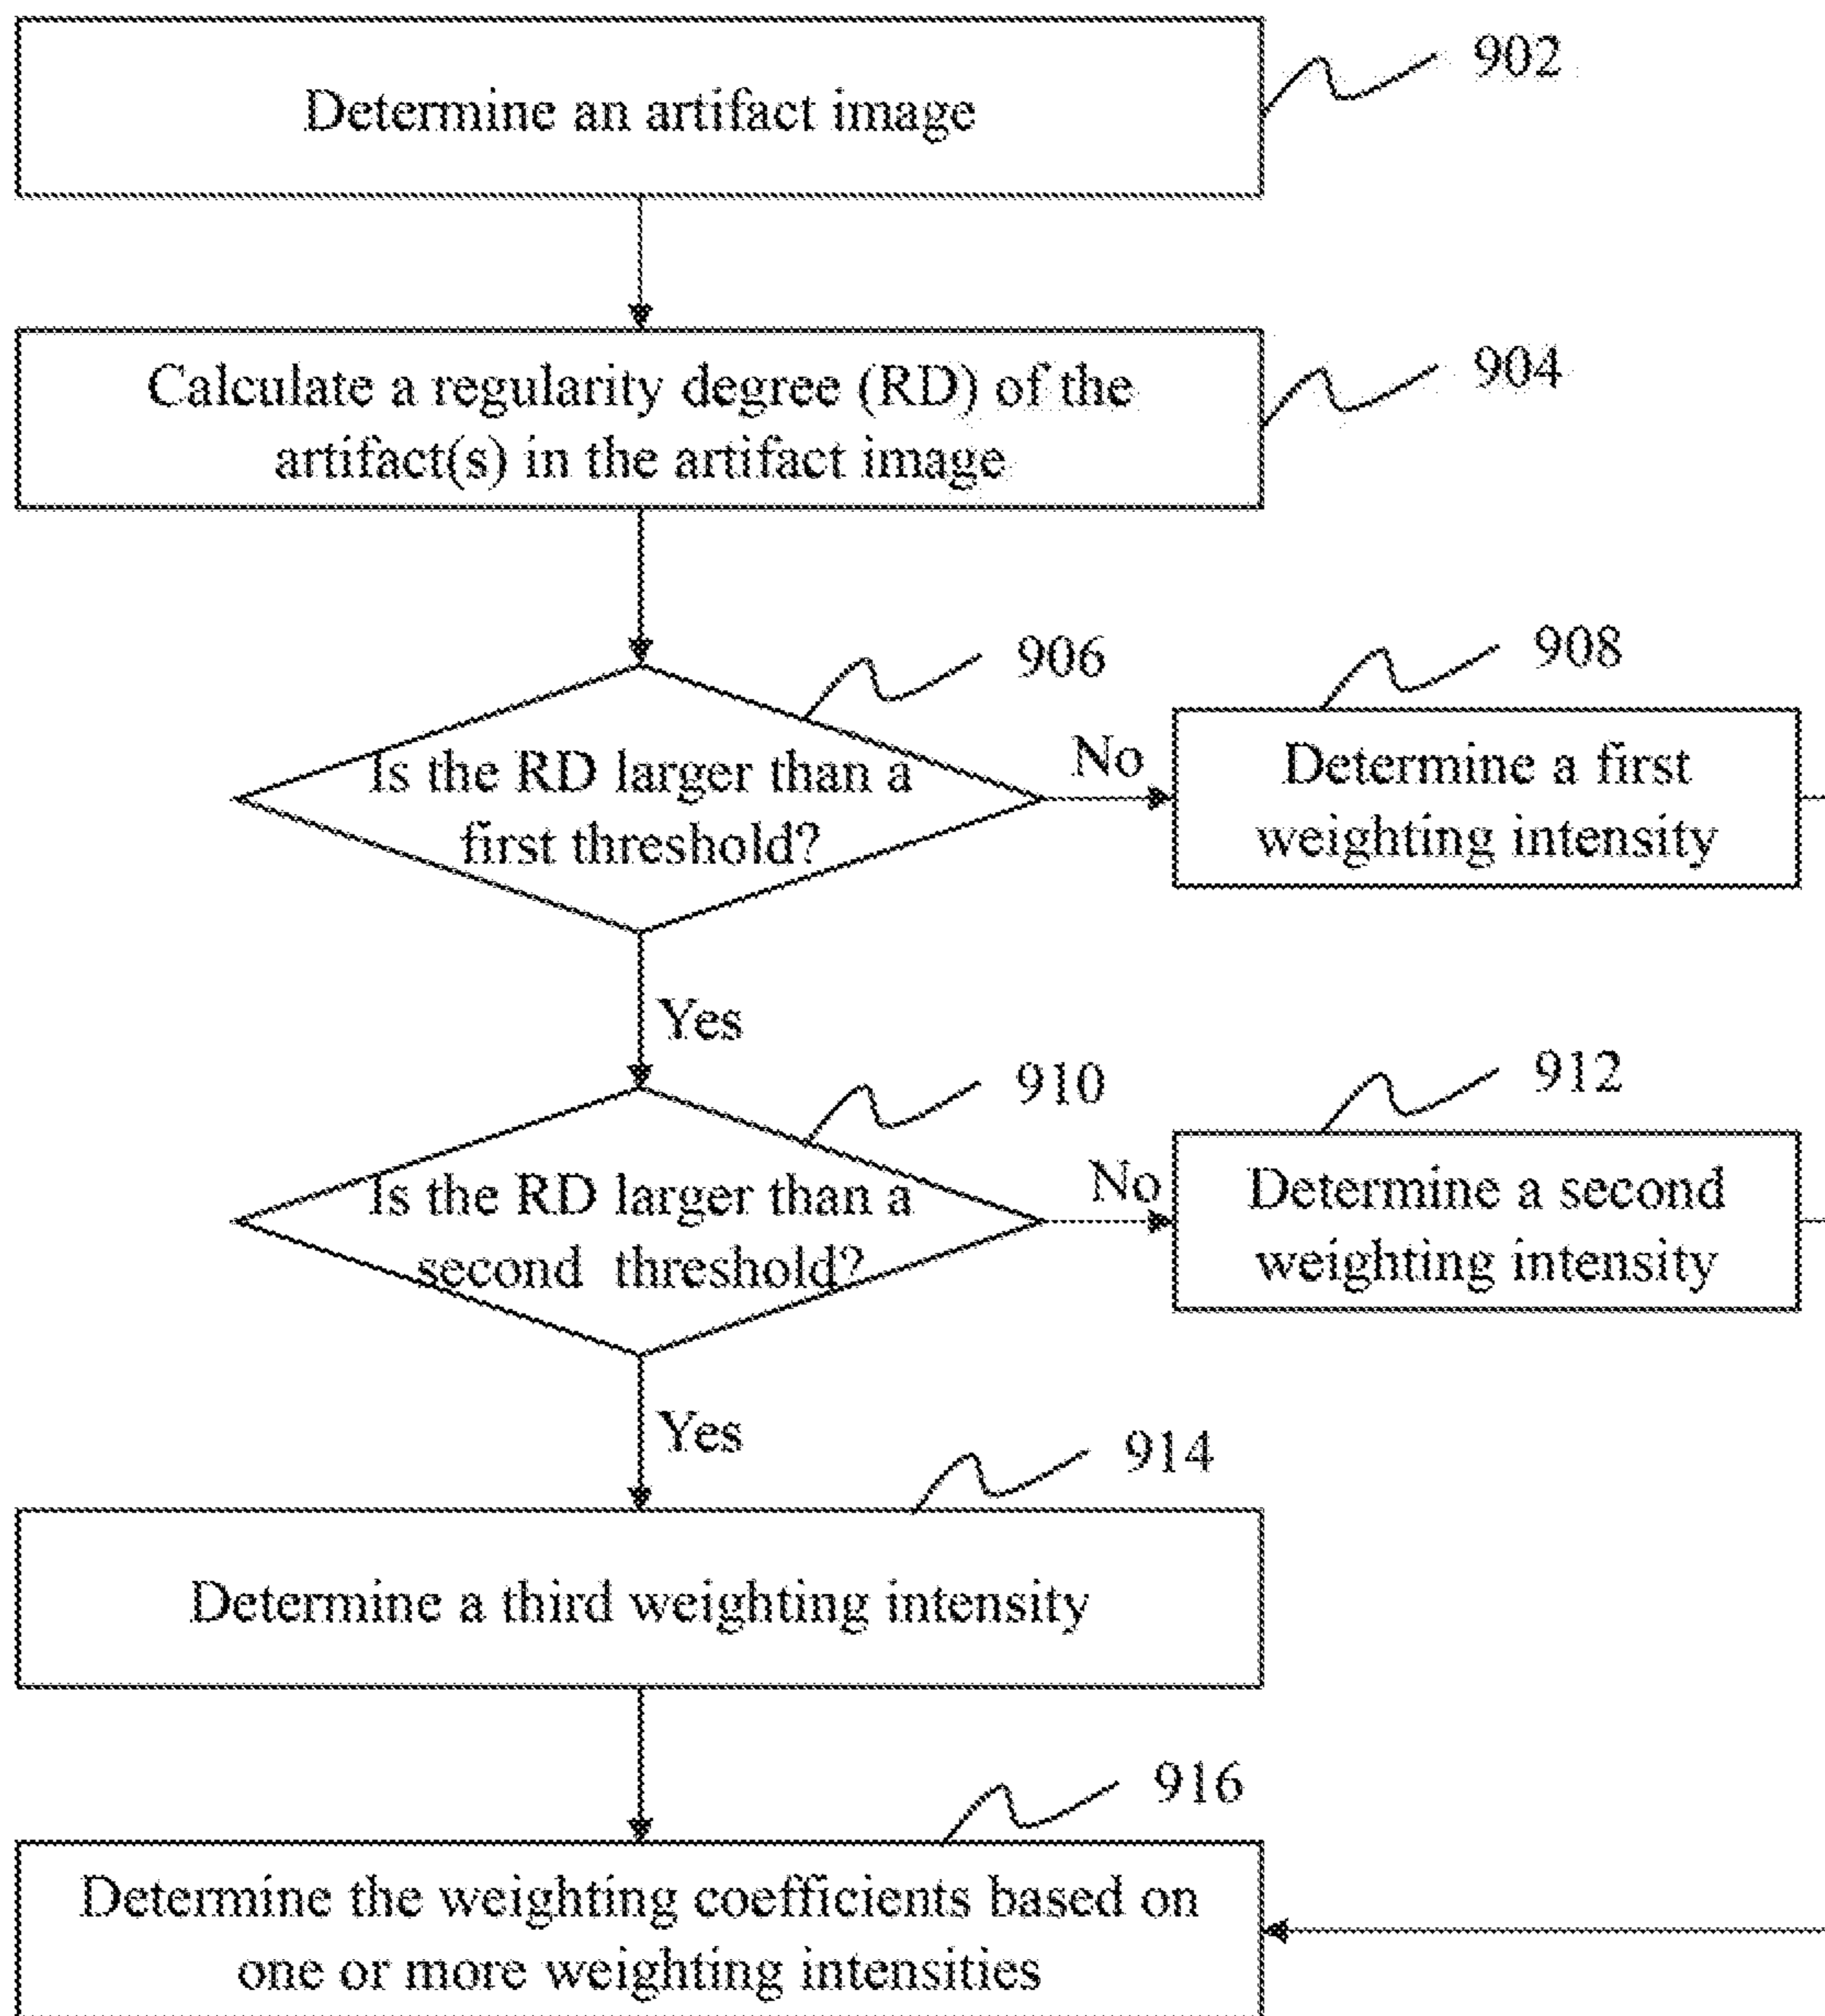 Determine an artifact image
902
Calculate a regularity degree (RD) of the
artifact(s) in the artifact image
904
906
Is the RD larger than a
first threshold?
No
908
Determine a first
weighting intensity
Yes
910
Is the RD larger than a
second threshold?
No
912
Determine a second
weighting intensity
Yes
914
Determine a third weighting intensity
916
Determine the weighting coefficients based on
one or more weighting intensities